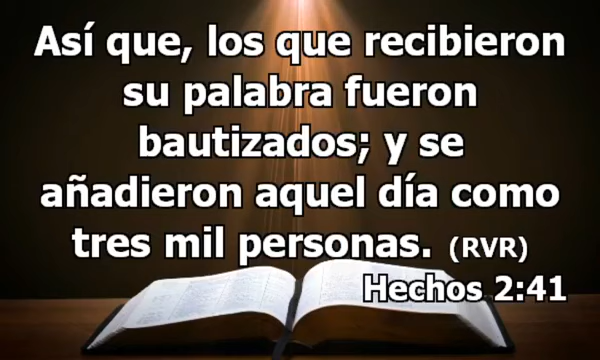 Así que, los que recibieron
su palabra fueron
bautizados; y se
añadieron aquel día como
tres mil personas. (RVR)
Hechos 2:41